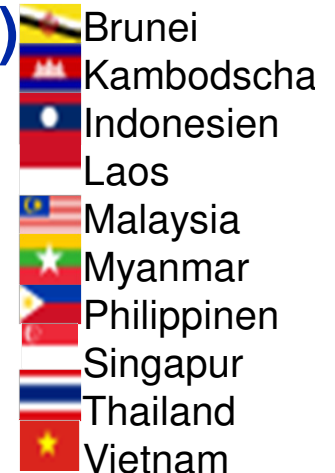 )
Brunei
Kambodscha
Indonesien
Laos
Malaysia
Myanmar
Philippinen
Singapur
Thailand
Vietnam